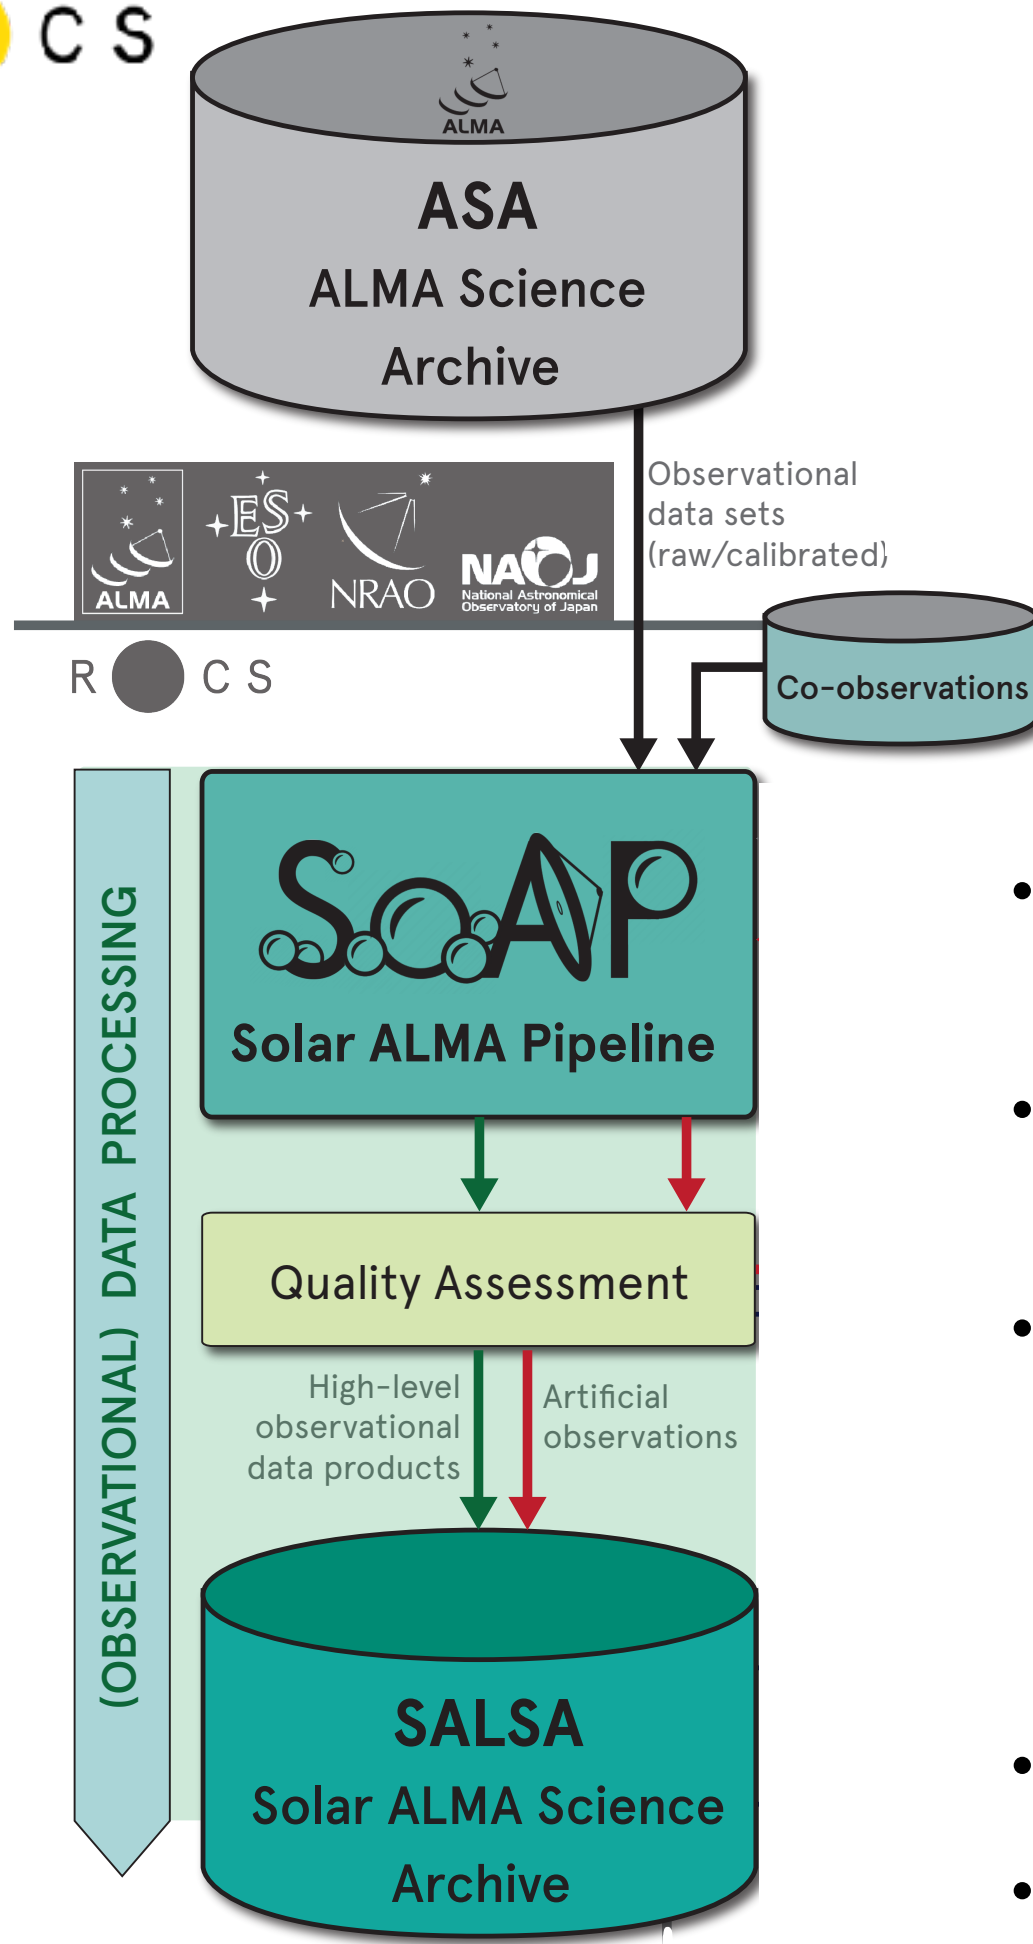 C S
ALMA
ASA
ALMA Science
Archive
Observational
data sets
(raw/calibrated)
ALMA
ESO
NRAO
NAOJ
National Astronomical
Observatory of Japan
R C S
Co-observations
SoAP
Solar ALMA Pipeline
(OBSERVATIONAL) DATA PROCESSING
Quality Assessment
High-level
observational
data products
Artificial
observations
SALSA
Solar ALMA Science
Archive